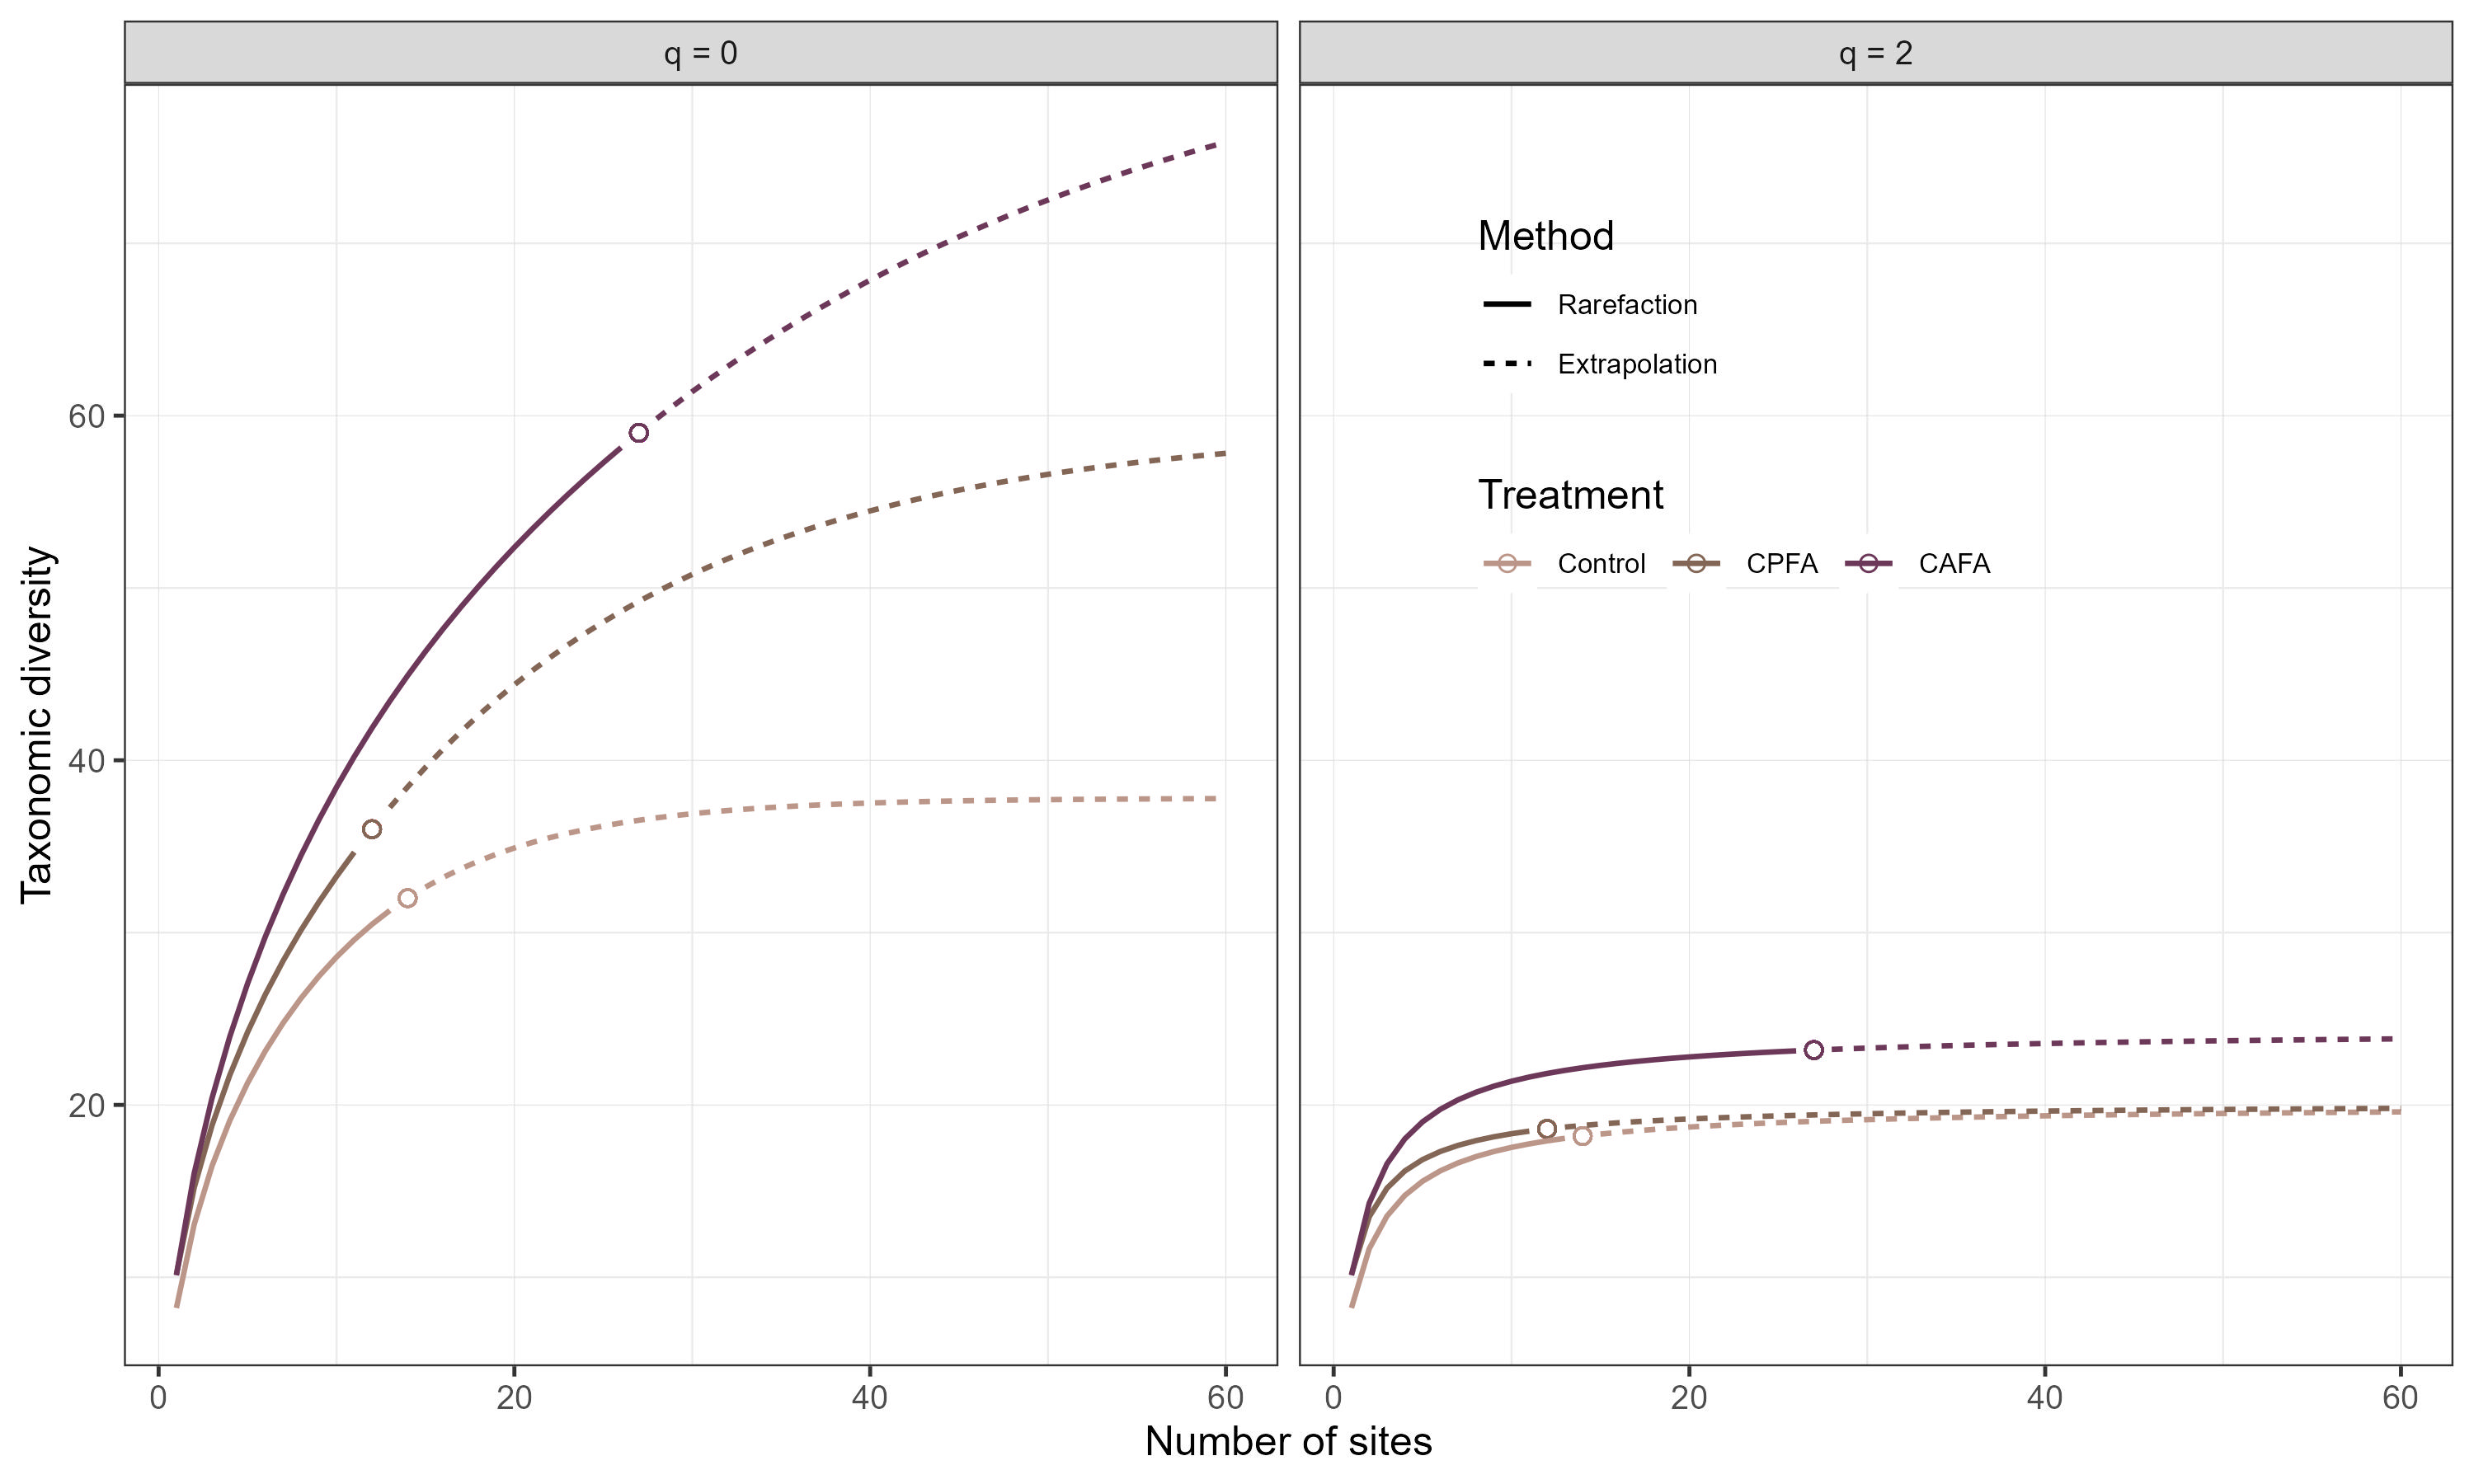 q = 0
q = 2
Taxonomic diversity
60
40
20
Method
Rarefaction
Extrapolation
Treatment
Control CPFA CAFA
0 20 40 60
0 20 40 60
Number of sites